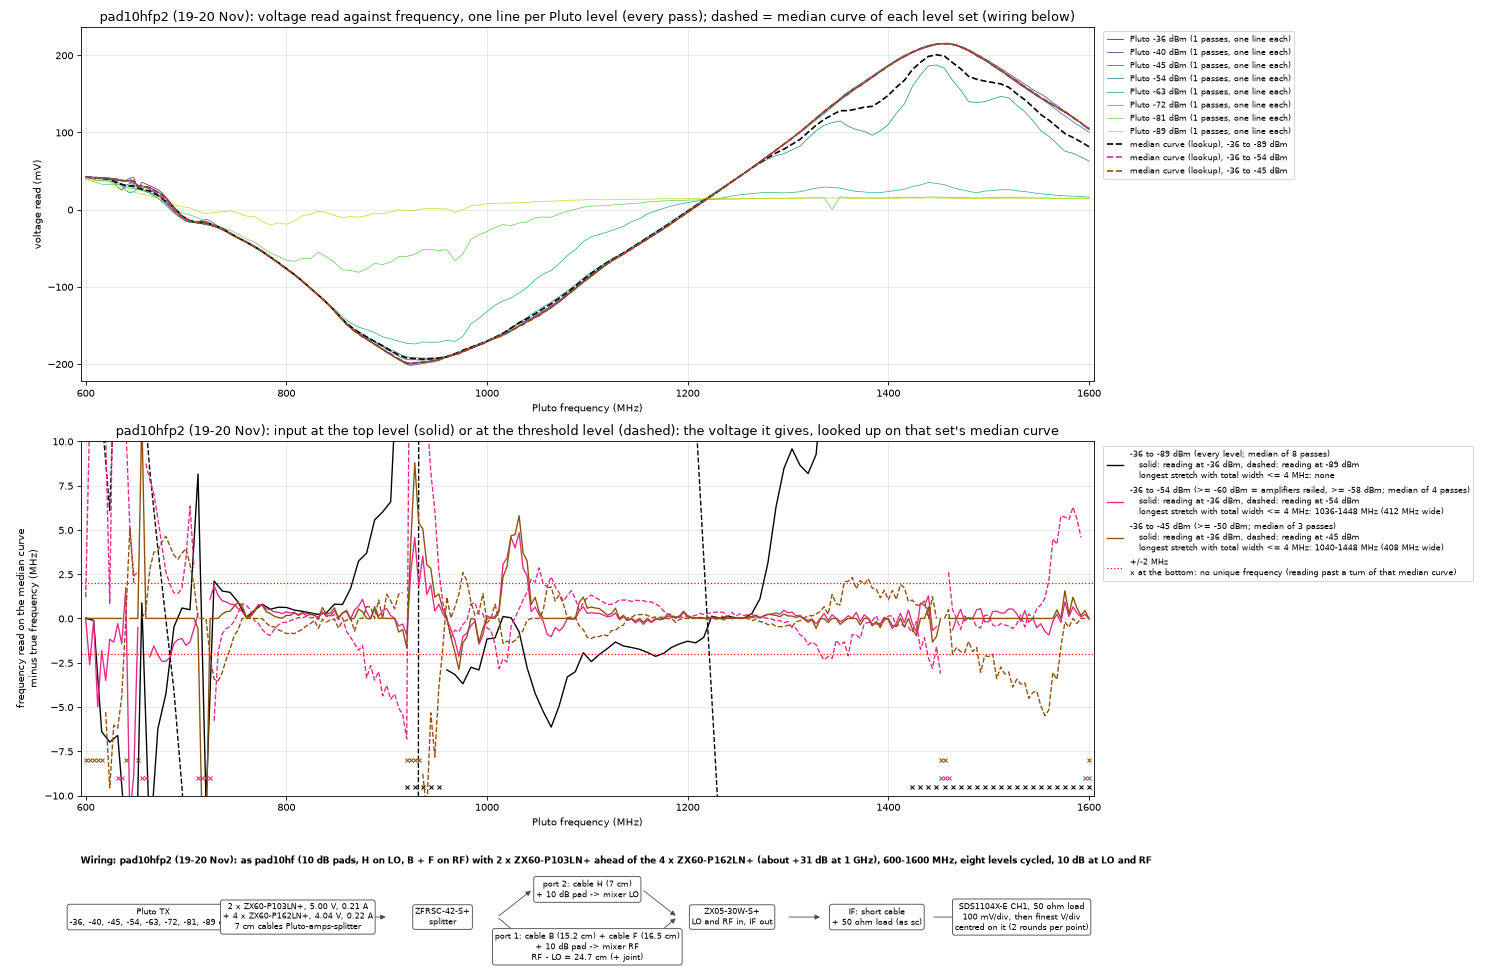 pad10hfp2 (19-20 Nov): voltage read against frequency, one line per Pluto level (every pass); dashed = median curve of each level set (wiring below)
voltage read (mV)
200
100
0
−100
−200
600
800
1000
1200
1400
1600
Pluto frequency (MHz)
Pluto -36 dBm (1 passes, one line each)
Pluto -40 dBm (1 passes, one line each)
Pluto -45 dBm (1 passes, one line each)
Pluto -54 dBm (1 passes, one line each)
Pluto -63 dBm (1 passes, one line each)
Pluto -72 dBm (1 passes, one line each)
Pluto -81 dBm (1 passes, one line each)
Pluto -89 dBm (1 passes, one line each)
median curve (lookup), -36 to -89 dBm
median curve (lookup), -36 to -54 dBm
median curve (lookup), -36 to -45 dBm
pad10hfp2 (19-20 Nov): input at the top level (solid) or at the threshold level (dashed): the voltage it gives, looked up on that set's median curve
frequency read on the median curve
minus true frequency (MHz)
10.0
7.5
5.0
2.5
0.0
−2.5
−5.0
−7.5
−10.0
600
800
1000
1200
1400
1600
Pluto frequency (MHz)
-36 to -89 dBm (every level; median of 8 passes)
solid: reading at -36 dBm, dashed: reading at -89 dBm
longest stretch with total width <= 4 MHz: none
-36 to -54 dBm (>= -60 dBm = amplifiers railed, >= -58 dBm; median of 4 passes)
solid: reading at -36 dBm, dashed: reading at -54 dBm
longest stretch with total width <= 4 MHz: 1036-1448 MHz (412 MHz wide)
-36 to -45 dBm (>= -50 dBm; median of 3 passes)
solid: reading at -36 dBm, dashed: reading at -45 dBm
longest stretch with total width <= 4 MHz: 1040-1448 MHz (408 MHz wide)
+/-2 MHz
x at the bottom: no unique frequency (reading past a turn of that median curve)
Wiring: pad10hfp2 (19-20 Nov): as pad10hf (10 dB pads, H on LO, B + F on RF) with 2 x ZX60-P103LN+ ahead of the 4 x ZX60-P162LN+ (about +31 dB at 1 GHz), 600-1600 MHz, eight levels cycled, 10 dB at LO and RF
Pluto TX
-36, -40, -45, -54, -63, -72, -81, -89
2 x ZX60-P103LN+, 5.00 V, 0.21 A
+ 4 x ZX60-P162LN+, 4.04 V, 0.22 A
7 cm cables Pluto-amps-splitter
ZFRSC-42-S+
splitter
port 2: cable H (7 cm)
+ 10 dB pad -> mixer LO
port 1: cable B (15.2 cm) + cable F (16.5 cm)
+ 10 dB pad -> mixer RF
RF - LO = 24.7 cm (+ joint)
ZX05-30W-S+
LO and RF in, IF out
IF: short cable
+ 50 ohm load (as sc)
SDS1104X-E CH1, 50 ohm load
100 mV/div, then finest V/div
centred on it (2 rounds per point)